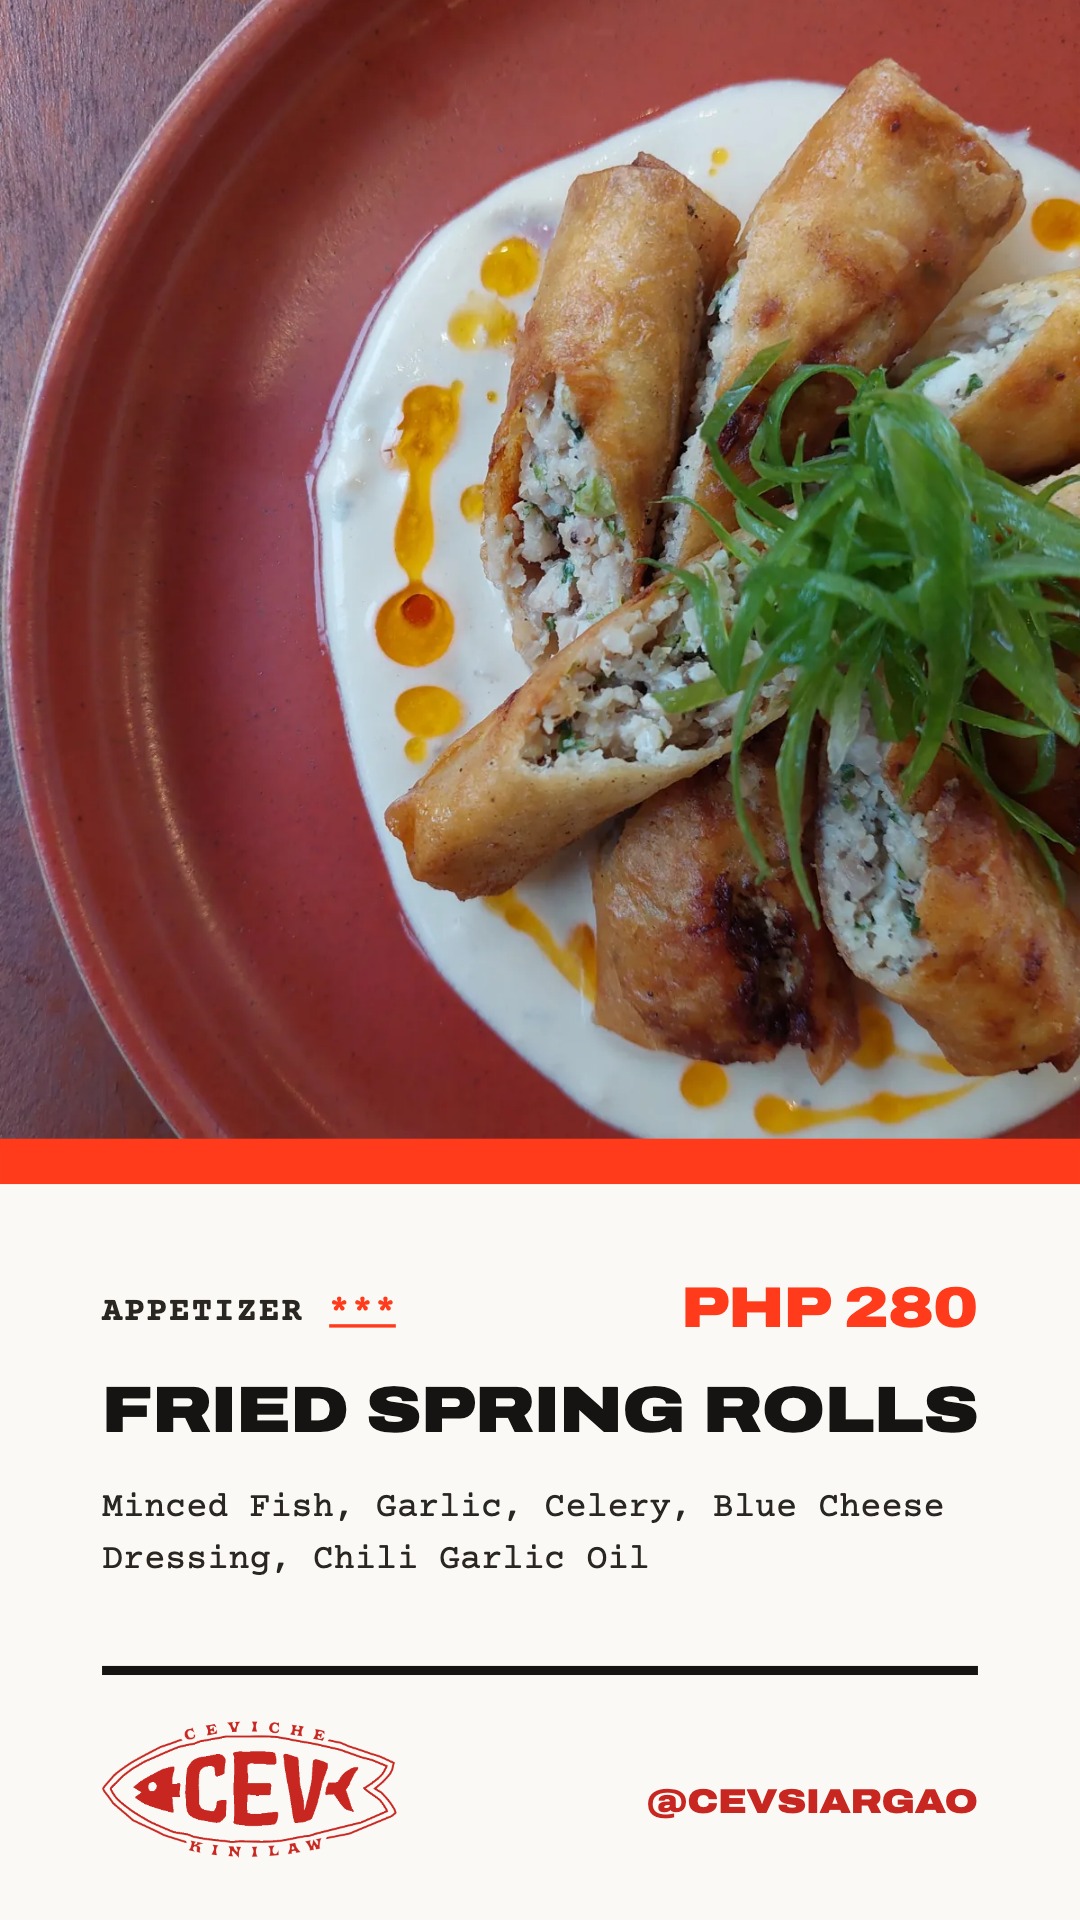 APPETIZER ***
PHP 280
FRIED SPRING ROLLS
Minced Fish, Garlic, Celery, Blue Cheese
Dressing, Chili Garlic Oil
CEVICHE
CEV
KINILAW
@CEVSIARGAO